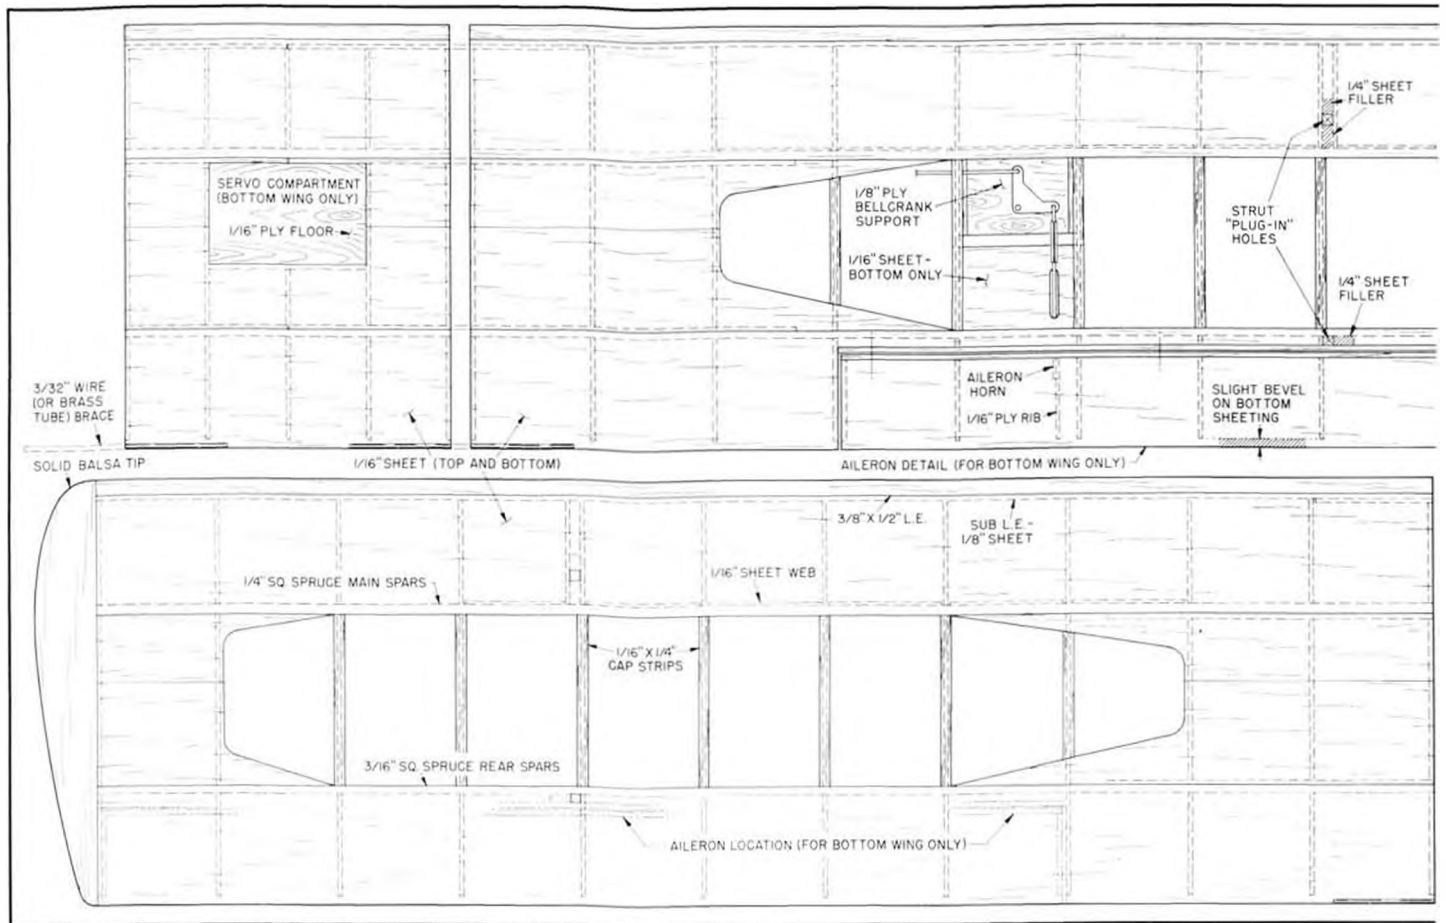 1/4" SHEET
FILLER
SERVO COMPARTMENT
(BOTTOM WING ONLY)
1/16" PLY FLOOR
1/8" PLY
BELLCRANK
SUPPORT
STRUT
"PLUG-IN"
HOLES
1/16" SHEET-
BOTTOM ONLY
1/4" SHEET
FILLER
3/32" WIRE
(OR BRASS
TUBE) BRACE
AILERON
HORN
1/16" PLY RIB
SLIGHT BEVEL
ON BOTTOM
SHEETING
SOLID BALSA TIP
1/16" SHEET (TOP AND BOTTOM)
AILERON DETAIL (FOR BOTTOM WING ONLY)
3/8" X 1/2" L.E.
SUB L.E.-
1/8" SHEET
1/4" SQ. SPRUCE MAIN SPARS
1/16" SHEET WEB
1/16" X 1/4"
CAP STRIPS
3/16" SQ. SPRUCE REAR SPARS
AILERON LOCATION (FOR BOTTOM WING ONLY)